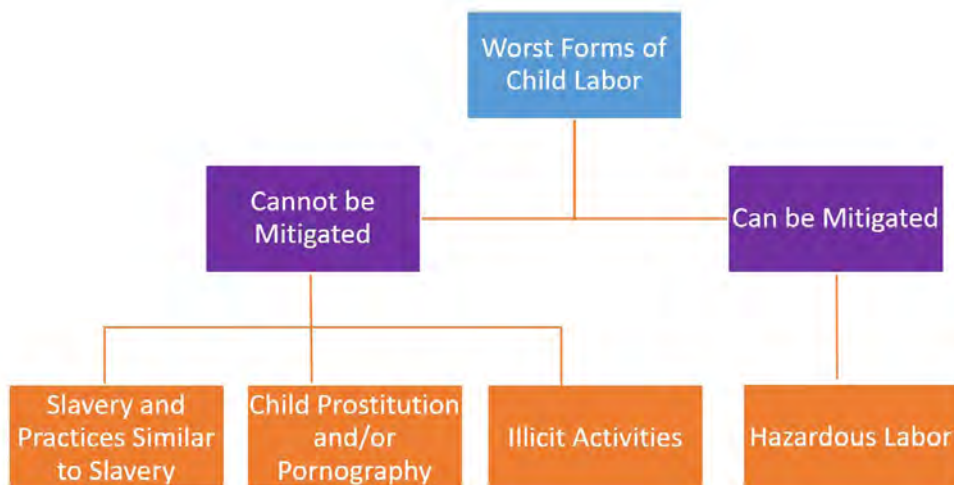 Worst Forms of
Child Labor
Cannot be
Mitigated
Can be Mitigated
Slavery and
Practices Similar
to Slavery
Child Prostitution
and/or
Pornography
Illicit Activities
Hazardous Labor